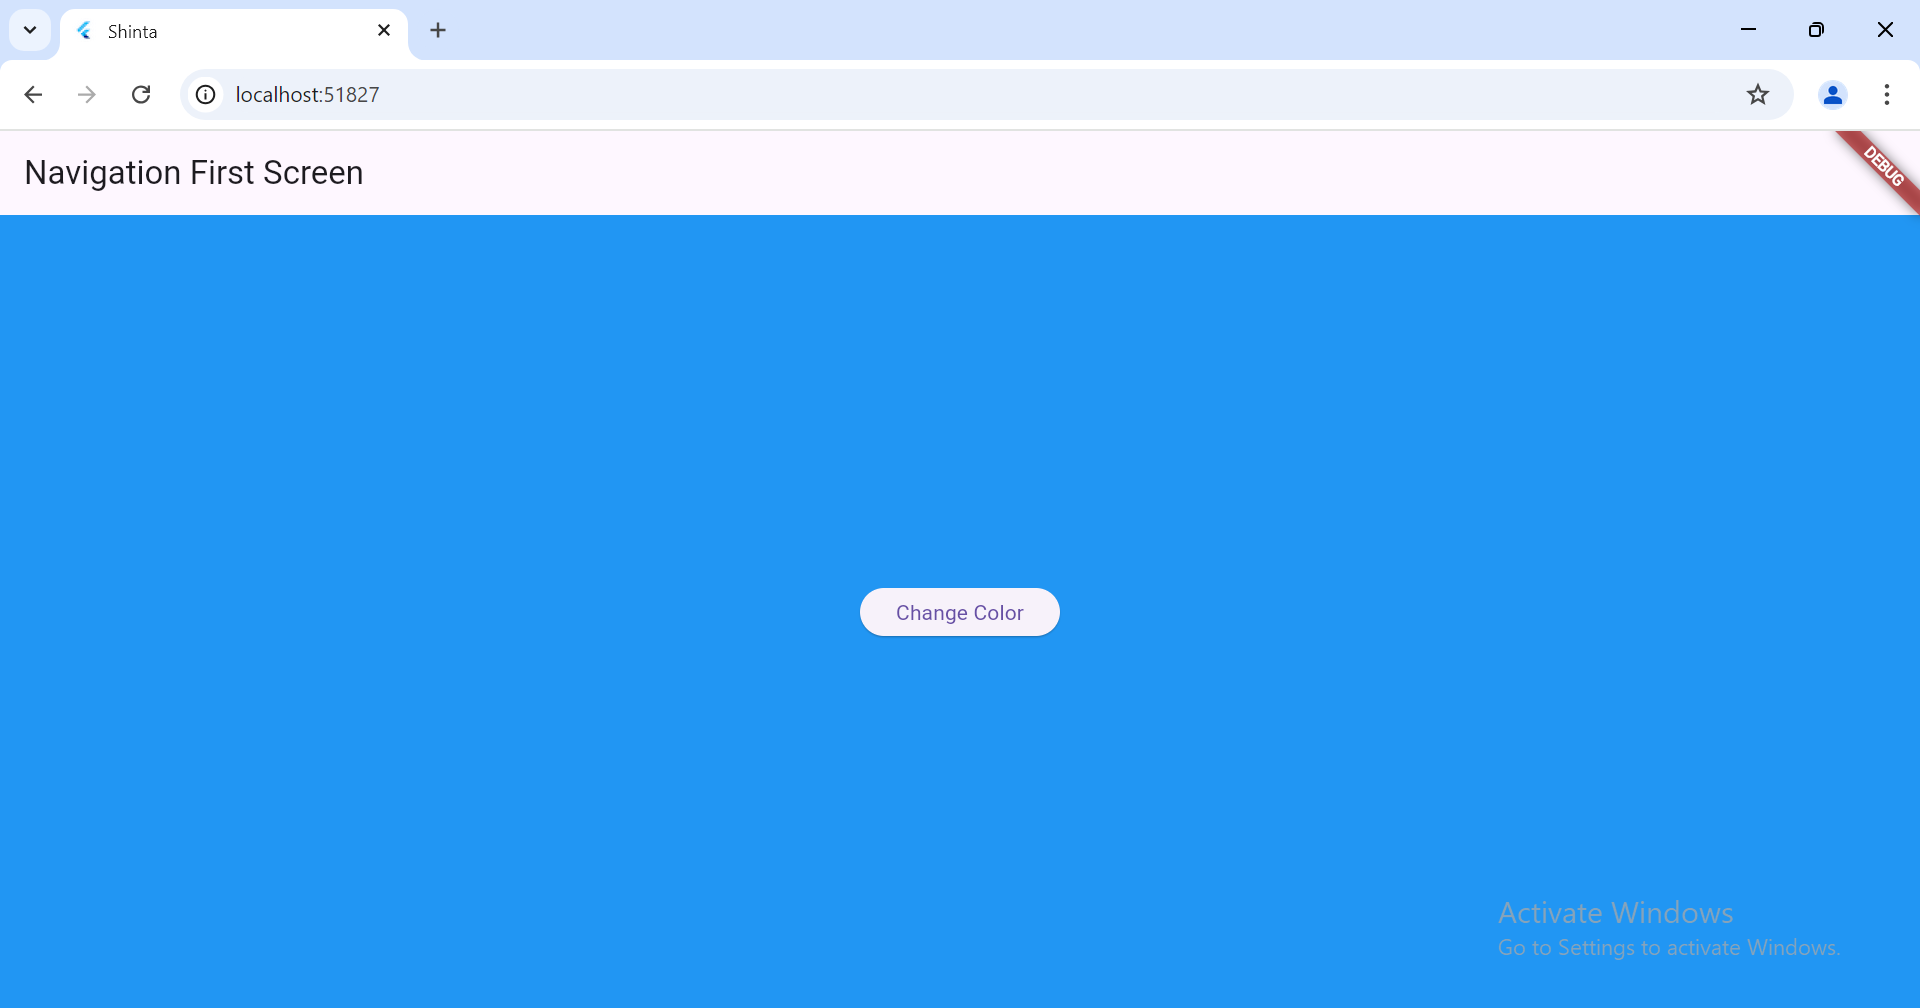 Shinta
localhost:51827
Navigation First Screen
DEBUG
Change Color
Activate Windows
Go to Settings to activate Windows.